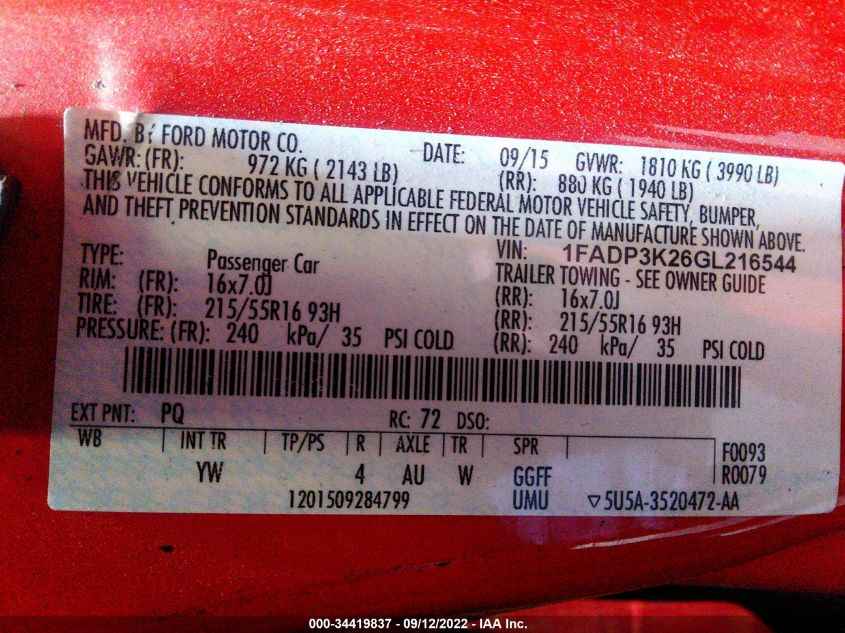 MFD. BY FORD MOTOR CO.
DATE: 09/15 GVWR: 1810 KG ( 3990 LB)
GAWR: (FR): 972 KG ( 2143 LB) (RR): 880 KG ( 1940 LB)
THIS VEHICLE CONFORMS TO ALL APPLICABLE FEDERAL MOTOR VEHICLE SAFETY, BUMPER,
AND THEFT PREVENTION STANDARDS IN EFFECT ON THE DATE OF MANUFACTURE SHOWN ABOVE.
VIN: 1FADP3K26GL216544
TYPE: Passenger Car TRAILER TOWING - SEE OWNER GUIDE
RIM: (FR): 16x7.0J (RR): 16x7.0J
TIRE: (FR): 215/55R16 93H (RR): 215/55R16 93H
PRESSURE: (FR): 240 kPa/ 35 PSI COLD (RR): 240 kPa/ 35 PSI COLD
EXT PNT: PQ RC: 72 DSO:
WB INT TR TP/PS R AXLE TR SPR F0093
YW 4 AU W GGFF R0079
1201509284799 UMU ▽5U5A-3520472-AA
000-34419837 - 09/12/2022 - IAA Inc.